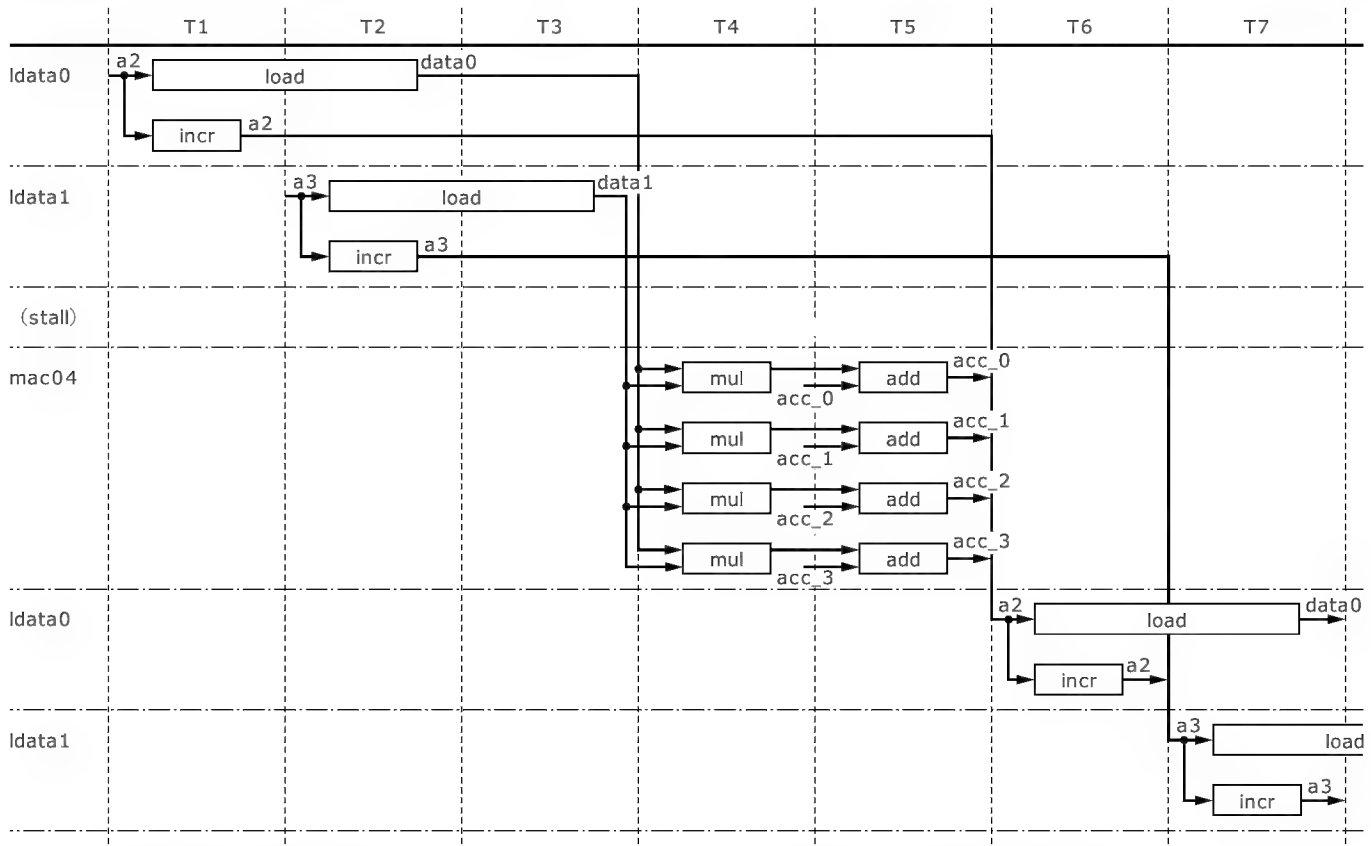 T1 T2 T3 T4 T5 T6 T7
ldata0 a2 load data0
incr a2
ldata1 a3 load data1
incr a3
(stall)
mac04 mul acc_0 add acc_0
mul acc_1 add acc_1
mul acc_2 add acc_2
mul acc_3 add acc_3
ldata0 a2 load data0
incr a2
ldata1 a3 load
incr a3